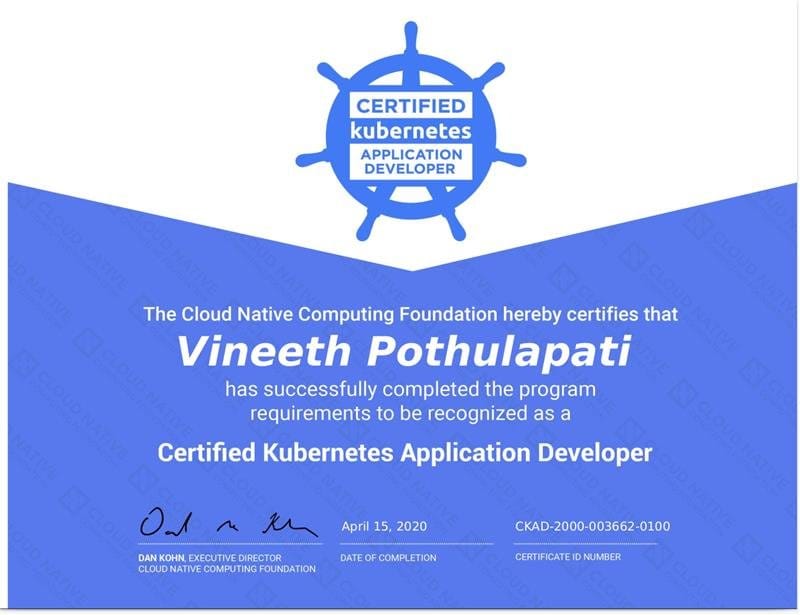 CERTIFIED
kubernetes
APPLICATION
DEVELOPER
The Cloud Native Computing Foundation hereby certifies that
Vineeth Pothulapati
has successfully completed the program
requirements to be recognized as a
Certified Kubernetes Application Developer
April 15, 2020
CKAD-2000-003662-0100
DAN KOHN, EXECUTIVE DIRECTOR
CLOUD NATIVE COMPUTING FOUNDATION
DATE OF COMPLETION
CERTIFICATE ID NUMBER